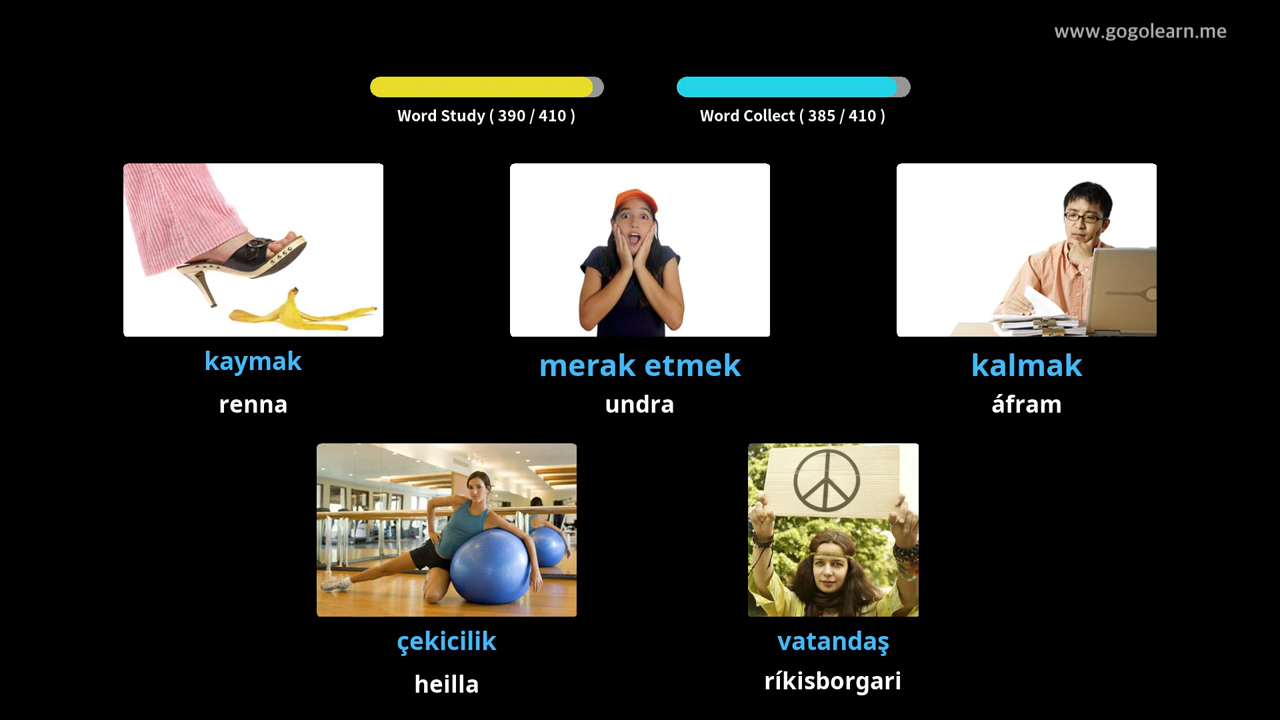 www.gogolearn.me
Word Study ( 390 / 410 )
Word Collect ( 385 / 410 )
kaymak
renna
merak etmek
undra
kalmak
áfram
çekicilik
heilla
vatandaş
ríkisborgari